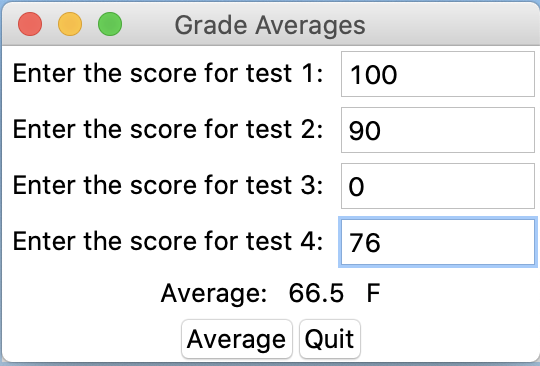 Grade Averages
Enter the score for test 1: 100
Enter the score for test 2: 90
Enter the score for test 3: 0
Enter the score for test 4: 76
Average: 66.5 F
Average Quit